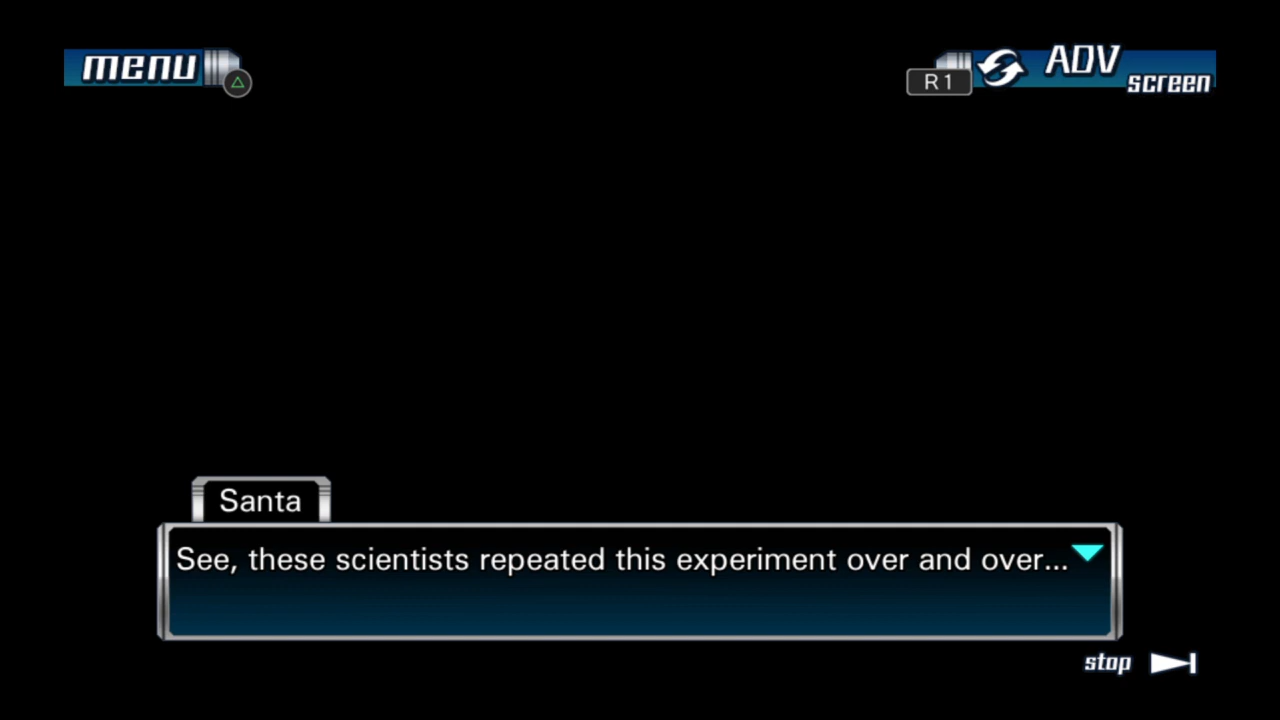 menu
R1
ADV
screen
Santa
See, these scientists repeated this experiment over and over...
stop